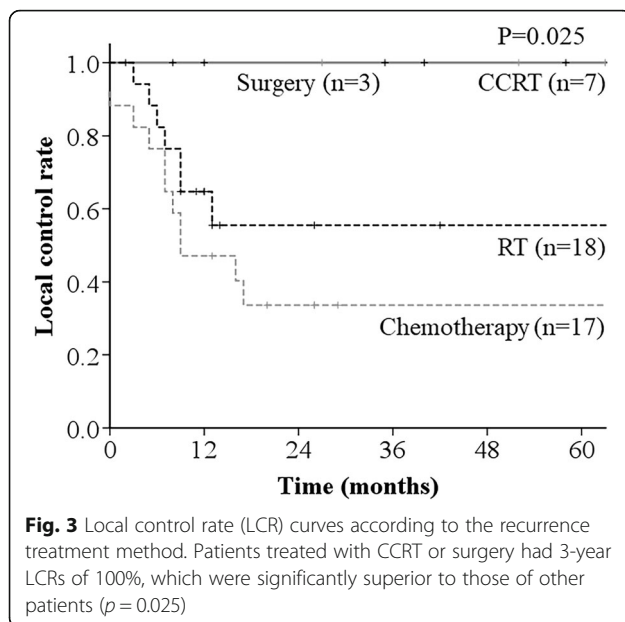 P=0.025
1.0
Surgery (n=3) CCRT (n=7)
0.8
0.6
RT (n=18)
0.4
Chemotherapy (n=17)
0.2
0.0
0 12 24 36 48 60
Local control rate
Time (months)
Fig. 3 Local control rate (LCR) curves according to the recurrence
treatment method. Patients treated with CCRT or surgery had 3-year
LCRs of 100%, which were significantly superior to those of other
patients (p = 0.025)